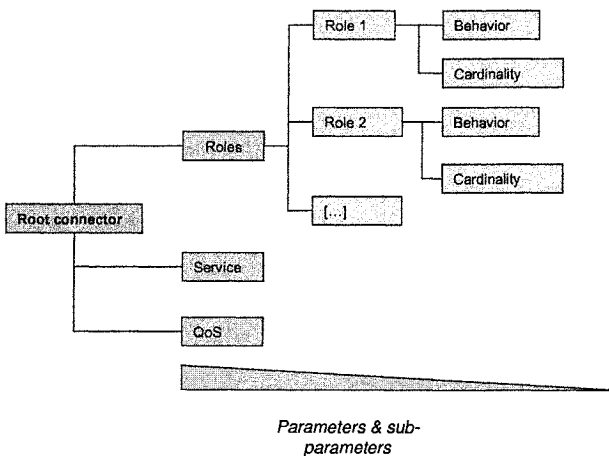 Role 1
Behavior
Cardinality
Role 2
Behavior
Roles
Cardinality
Root connector
[...]
Service
QoS
Parameters & sub-
parameters